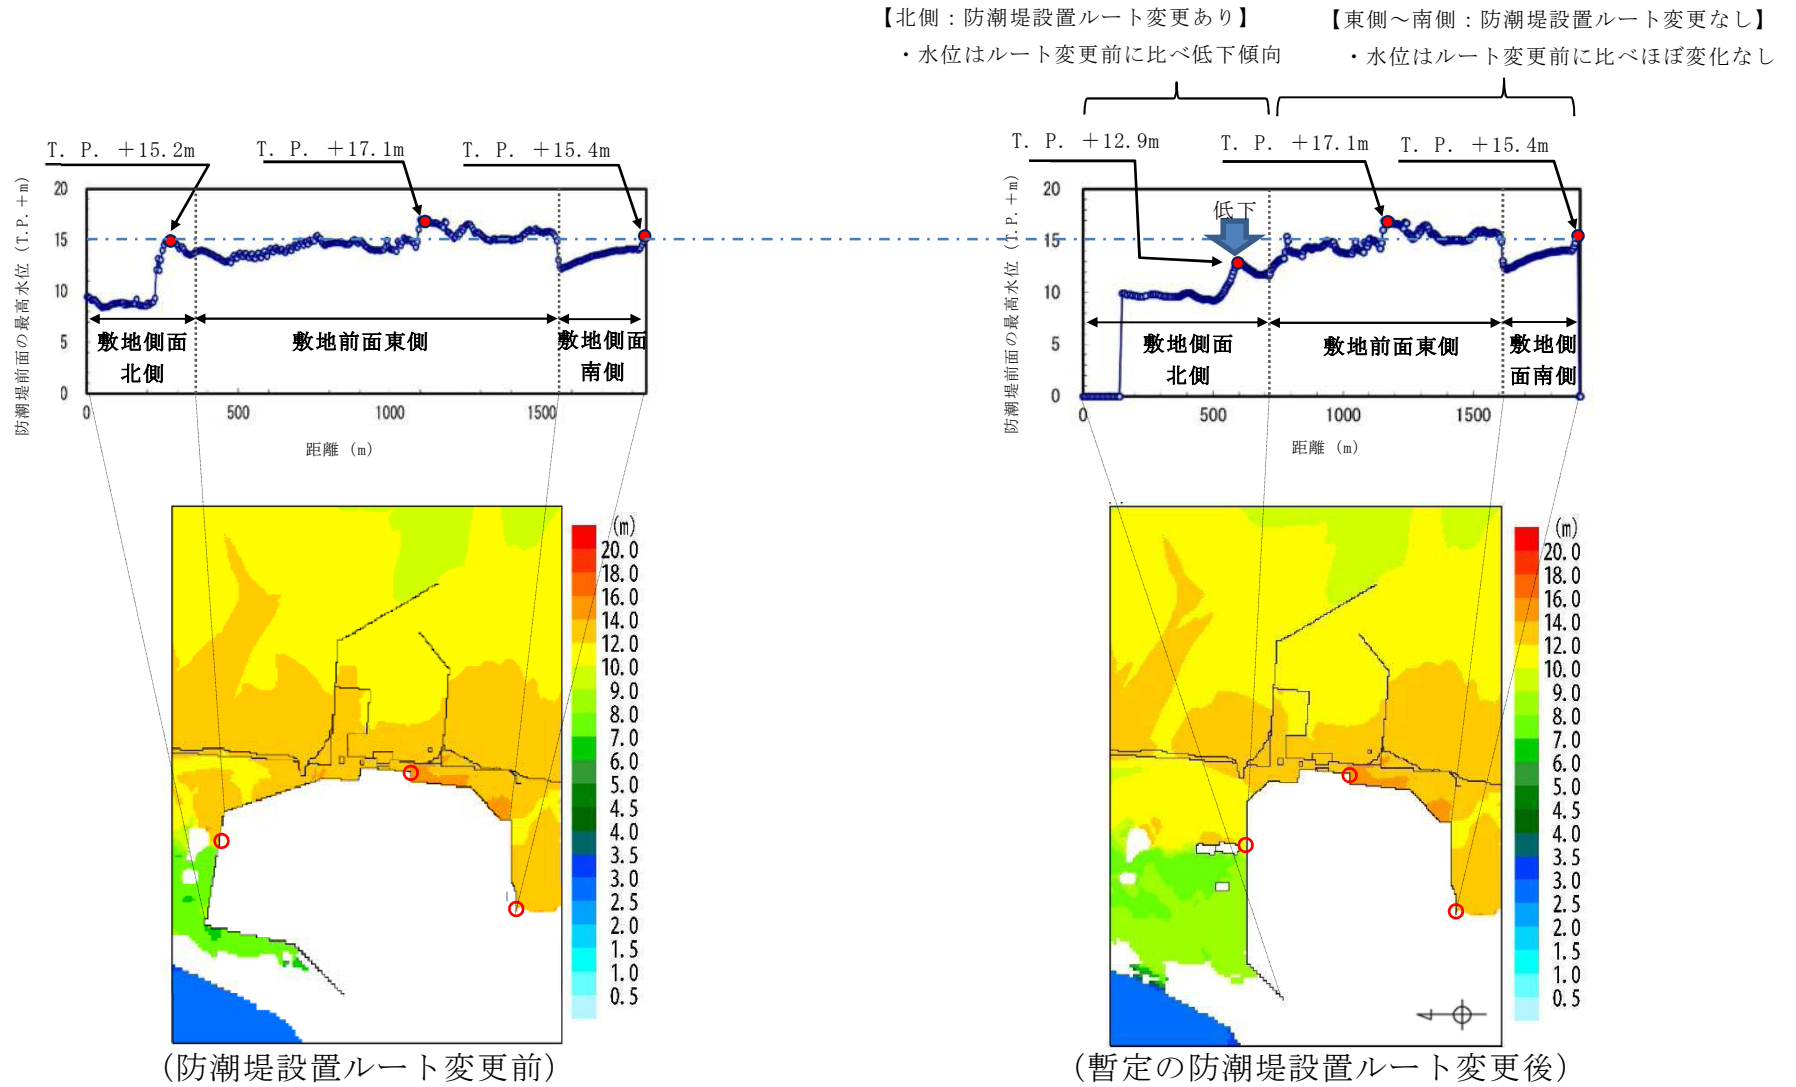 【北側：防潮堤設置ルート変更あり】
・水位はルート変更前に比べ低下傾向
【東側～南側：防潮堤設置ルート変更なし】
・水位はルート変更前に比べほぼ変化なし
T. P. ＋15.2m
T. P. ＋17.1m
T. P. ＋15.4m
防潮堤前面の最高水位（T.P.＋m）
20
15
10
5
0
敷地側面
北側
敷地前面東側
敷地側面
南側
0
500
1000
1500
距離（m）
T. P. ＋12.9m
T. P. ＋17.1m
T. P. ＋15.4m
防潮堤前面の最高水位（T.P.＋m）
20
15
10
5
0
低下
敷地側面
北側
敷地前面東側
敷地側
面南側
0
500
1000
1500
距離（m）
(m)
20.0
18.0
16.0
14.0
12.0
10.0
9.0
8.0
7.0
6.0
5.0
4.5
4.0
3.5
3.0
2.5
2.0
1.5
1.0
0.5
(m)
20.0
18.0
16.0
14.0
12.0
10.0
9.0
8.0
7.0
6.0
5.0
4.5
4.0
3.5
3.0
2.5
2.0
1.5
1.0
0.5
（防潮堤設置ルート変更前）
（暫定の防潮堤設置ルート変更後）